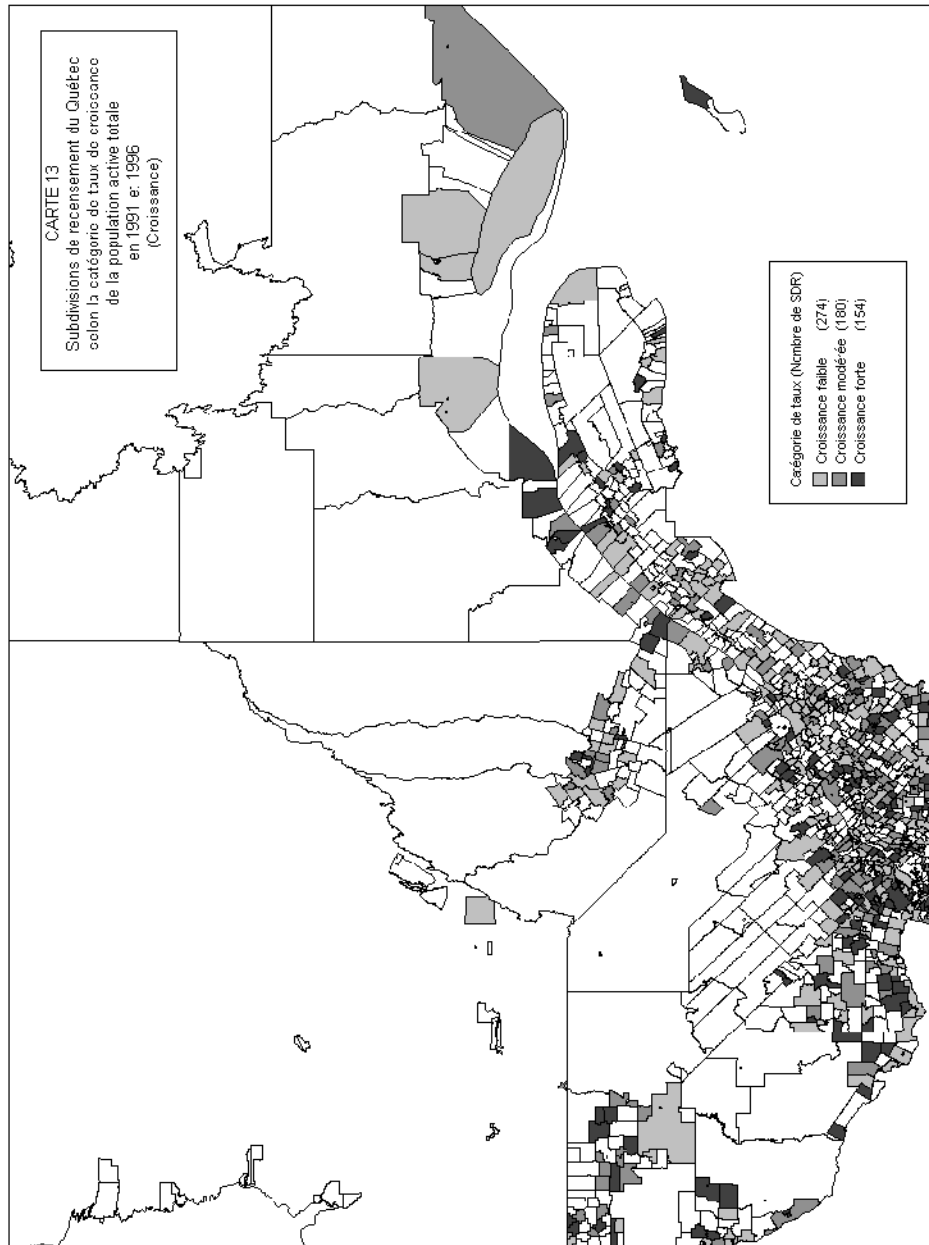 CARTE 13
Subdivisions de recensement du Québec
selon la catégorie de taux de croissance
de la population active totale
en 1991 e: 1996
(Croissance)
Catégorie de taux (Nombre de SDR)
Croissance faible (274)
Croissance modérée (180)
Croissance forte (154)